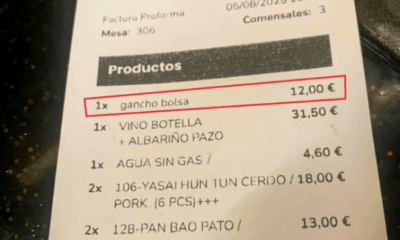 Factura Proforma
05/08/2025
Mesa: 306
Comensales: 3
Productos
1x gancho bolsa 12,00 €
1x VINO BOTELLA 31,50 €
+ ALBARIÑO PAZO
1x AGUA SIN GAS / 4,60 €
2x 106-YASAI HUN TUN CERDO / 18,00 €
PORK (6 PCS)+++
2x 128-PAN BAO PATO / 13,00 €